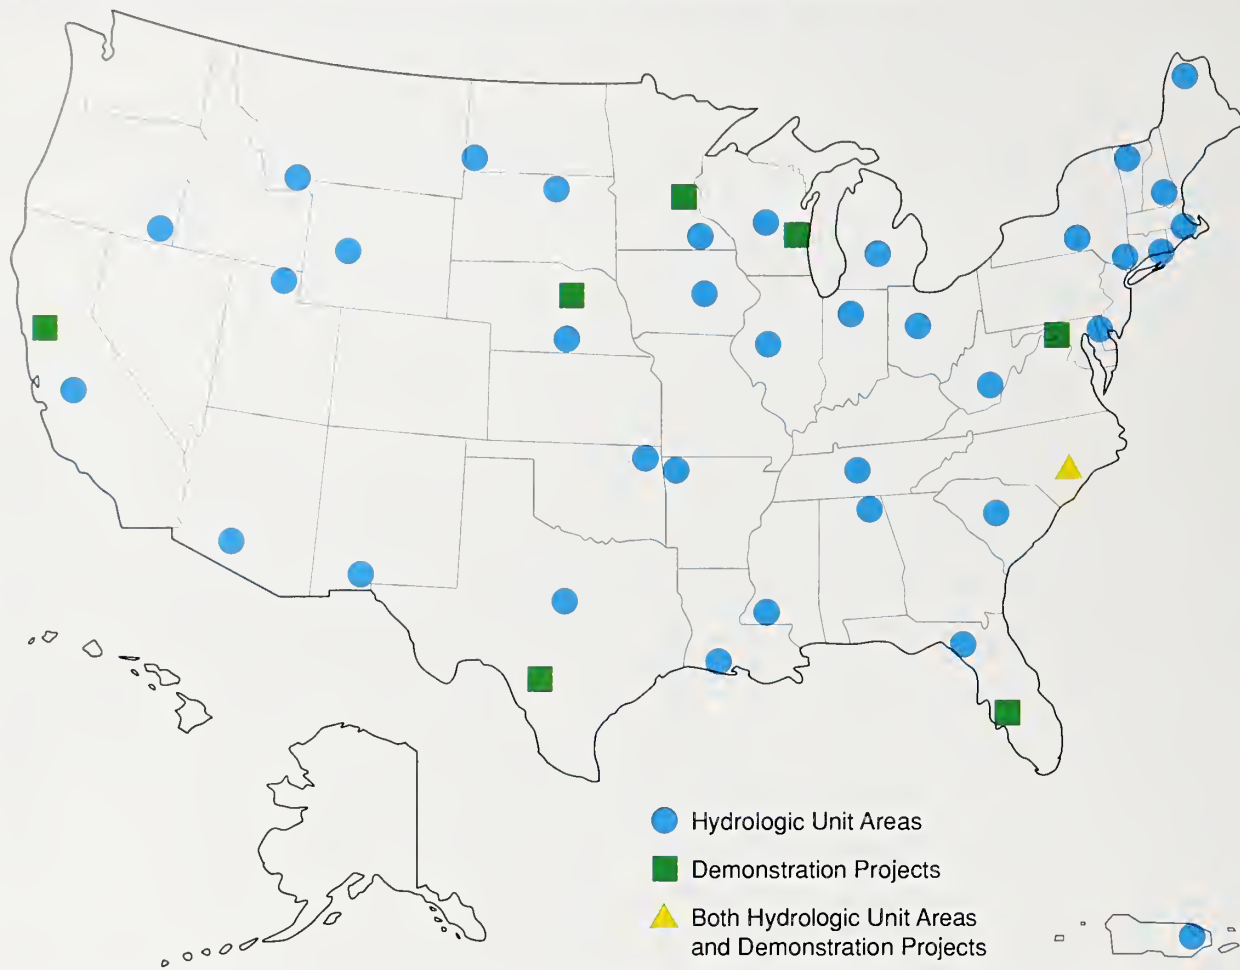 Hydrologic Unit Areas
Demonstration Projects
Both Hydrologic Unit Areas
and Demonstration Projects